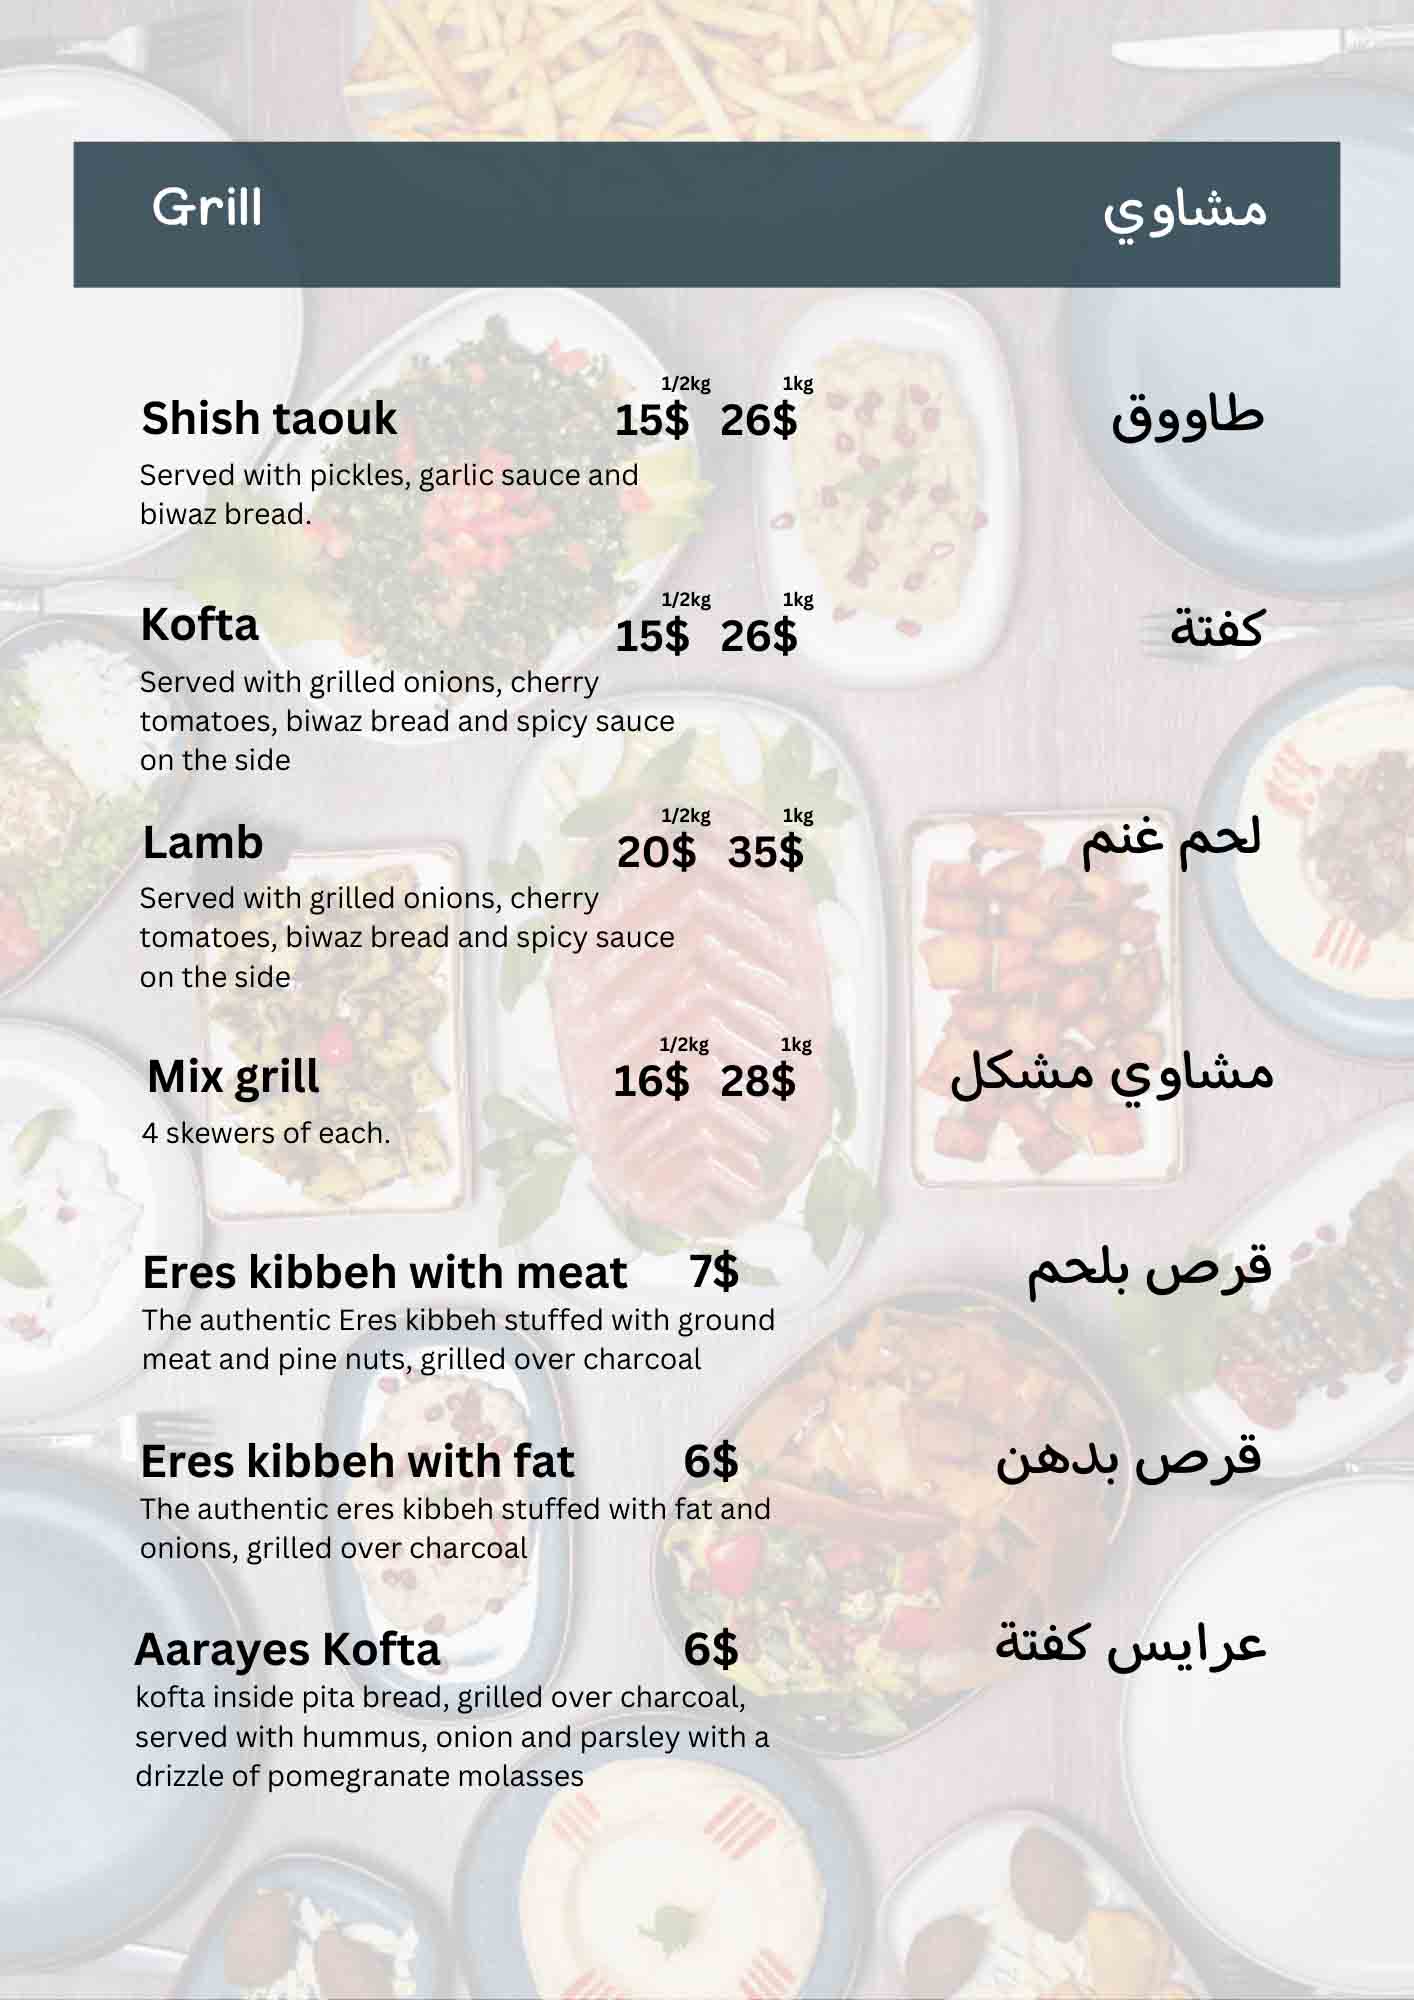 Grill مشاوي
1/2kg 1kg
Shish taouk 15$ 26$ طاووق
Served with pickles, garlic sauce and
biwaz bread.
1/2kg 1kg
Kofta 15$ 26$ كفتة
Served with grilled onions, cherry
tomatoes, biwaz bread and spicy sauce
on the side
1/2kg 1kg
Lamb 20$ 35$ لحم غنم
Served with grilled onions, cherry
tomatoes, biwaz bread and spicy sauce
on the side
1/2kg 1kg
Mix grill 16$ 28$ مشاوي مشكل
4 skewers of each.
Eres kibbeh with meat 7$ قرص بلحم
The authentic Eres kibbeh stuffed with ground
meat and pine nuts, grilled over charcoal
Eres kibbeh with fat 6$ قرص بدهن
The authentic eres kibbeh stuffed with fat and
onions, grilled over charcoal
Aarayes Kofta 6$ عرايس كفتة
kofta inside pita bread, grilled over charcoal,
served with hummus, onion and parsley with a
drizzle of pomegranate molasses